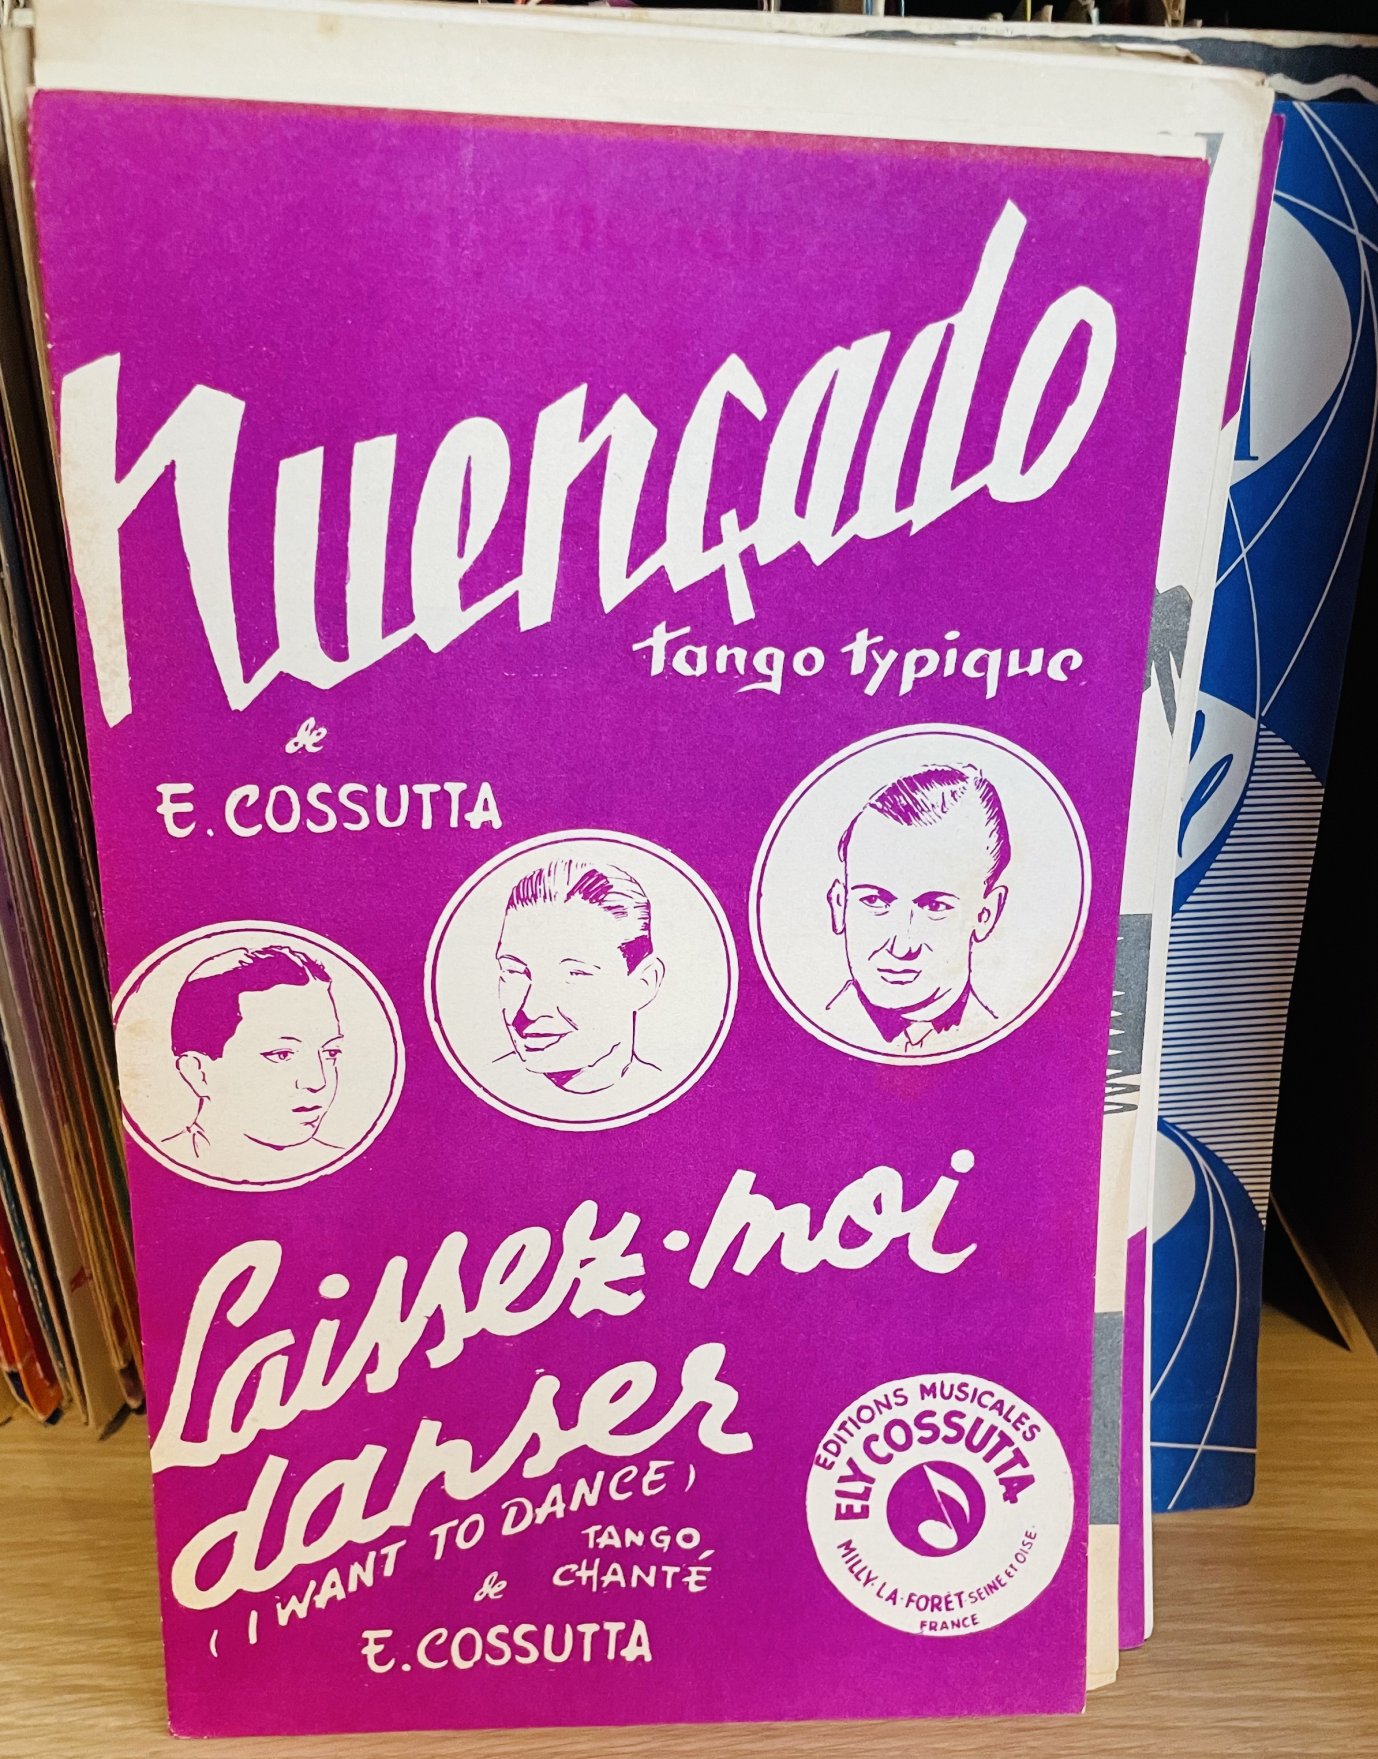 Nuençado
tango typique
de
E. COSSUTTA
Laissez-moi
danser
(I WANT TO DANCE)
TANGO
CHANTÉ
de
E. COSSUTTA
EDITIONS MUSICALES
ELY COSSUTTA
MILLY-LA-FORÊT-SEINE ET OISE.
FRANCE